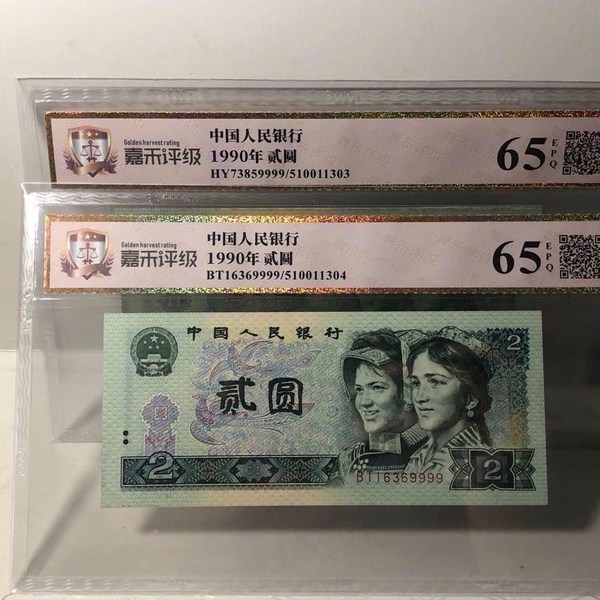 Golden harvest rating
嘉禾评级
中国人民银行
1990年 贰圆
HY73859999/510011303
65 EPQ
Golden harvest rating
嘉禾评级
中国人民银行
1990年 贰圆
BT16369999/510011304
65 EPQ
中国人民银行
2
贰圆
2
BT16369999
2